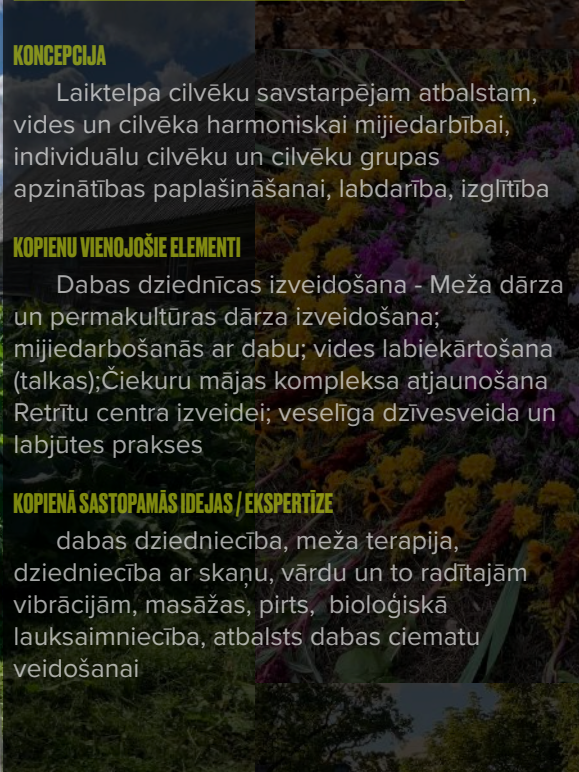 KONCEPCIJA
Laiktelpa cilvēku savstarpējam atbalstam,
vides un cilvēka harmoniskai mijiedarbībai,
individuālu cilvēku un cilvēku grupas
apzinātības paplašināšanai, labdarība, izglītība
KOPIENU VIENOJOŠIE ELEMENTI
Dabas dziednīcas izveidošana - Meža dārza
un permakultūras dārza izveidošana;
mijiedarbošanās ar dabu; vides labiekārtošana
(talkas);Čiekuru mājas kompleksa atjaunošana
Retrītu centra izveidei; veselīga dzīvesveida un
labjūtes prakses
KOPIENĀ SASTOPAMĀS IDEJAS / EKSPERTĪZE
dabas dziedniecība, meža terapija,
dziedniecība ar skaņu, vārdu un to radītajām
vibrācijām, masāžas, pirts, bioloģiskā
lauksaimniecība, atbalsts dabas ciematu
veidošanai